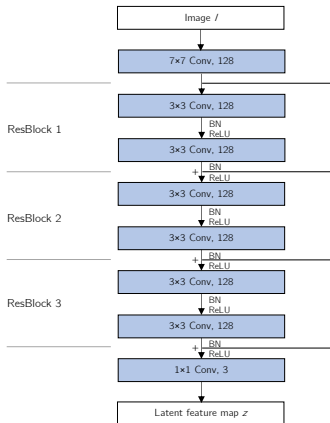 Image I
7×7 Conv, 128
3×3 Conv, 128
ResBlock 1
BN
ReLU
3×3 Conv, 128
+
BN
ReLU
3×3 Conv, 128
ResBlock 2
BN
ReLU
3×3 Conv, 128
+
BN
ReLU
3×3 Conv, 128
ResBlock 3
BN
ReLU
3×3 Conv, 128
+
BN
ReLU
1×1 Conv, 3
Latent feature map z